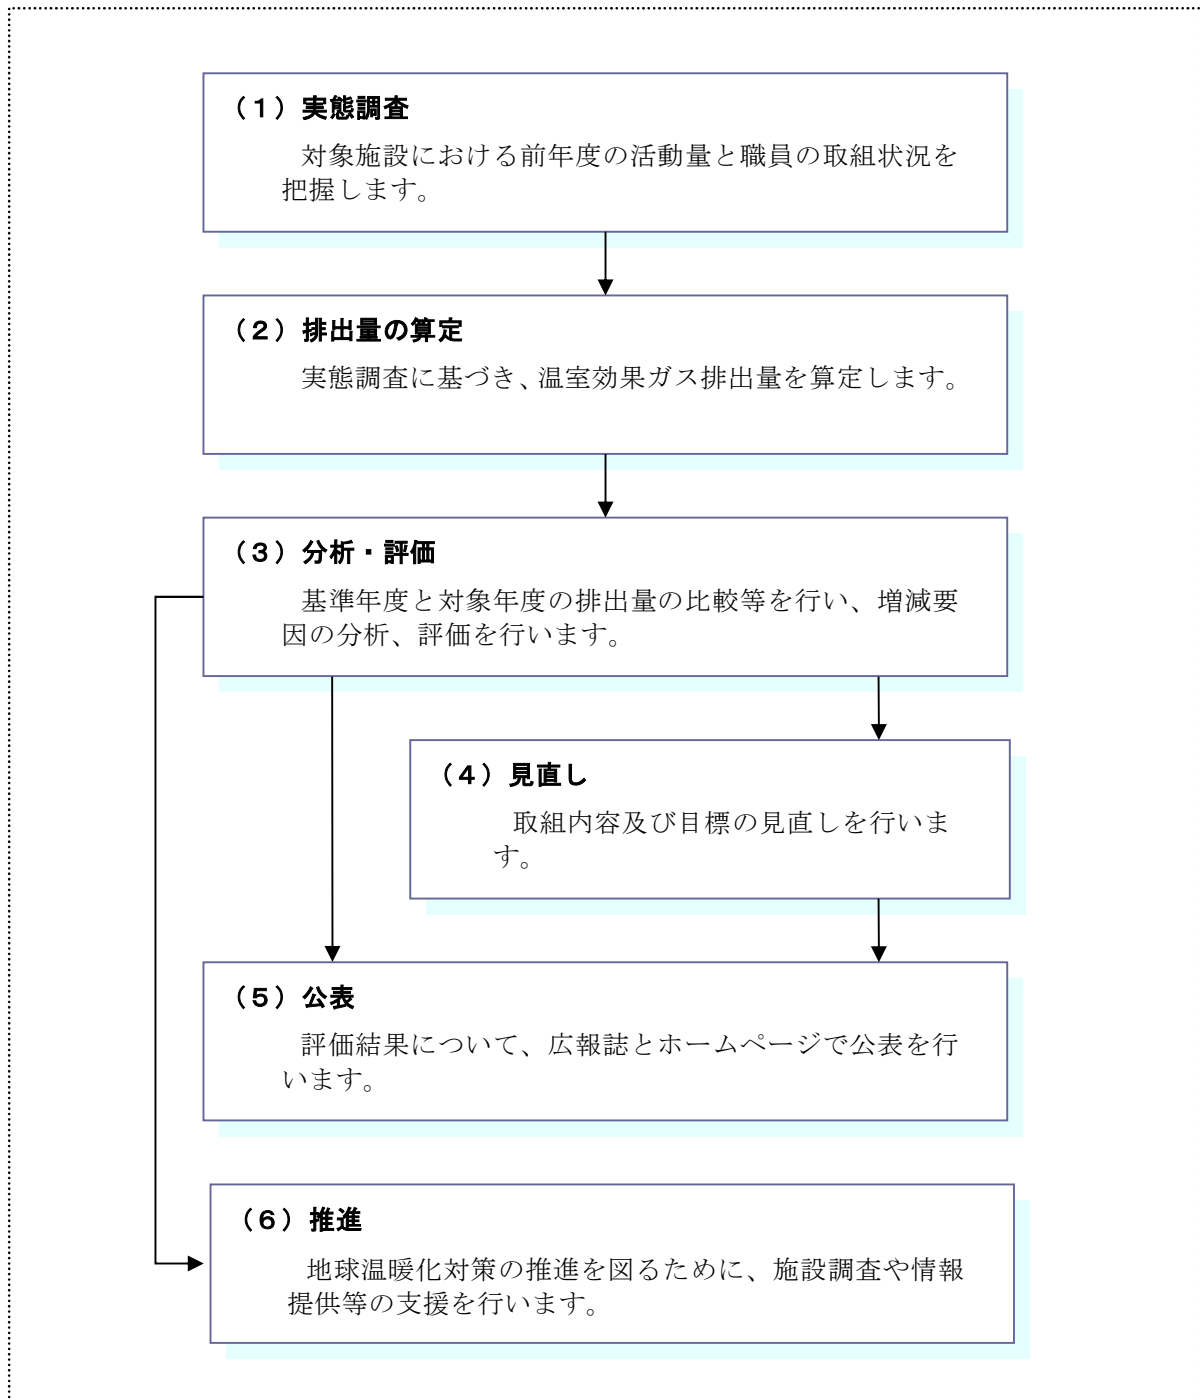 （１）実態調査
対象施設における前年度の活動量と職員の取組状況を
把握します。
（２）排出量の算定
実態調査に基づき、温室効果ガス排出量を算定します。
（３）分析・評価
基準年度と対象年度の排出量の比較等を行い、増減要
因の分析、評価を行います。
（４）見直し
取組内容及び目標の見直しを行いま
す。
（５）公表
評価結果について、広報誌とホームページで公表を行
います。
（６）推進
地球温暖化対策の推進を図るために、施設調査や情報
提供等の支援を行います。